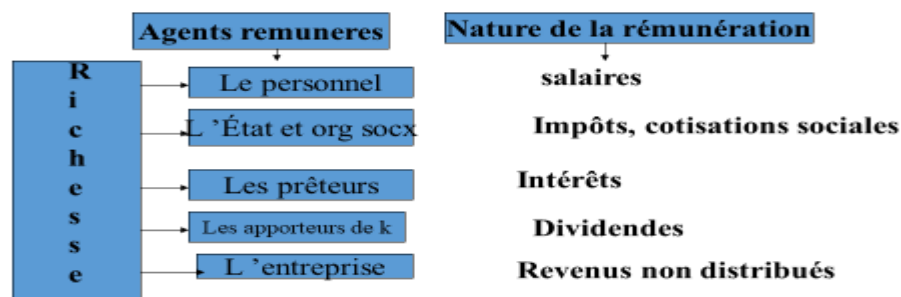 Agents remuneres
Nature de la rémunération
Richesse
Le personnel
salaires
L ’État et org socx
Impôts, cotisations sociales
Les prêteurs
Intérêts
Les apporteurs de k
Dividendes
L ’entreprise
Revenus non distribués